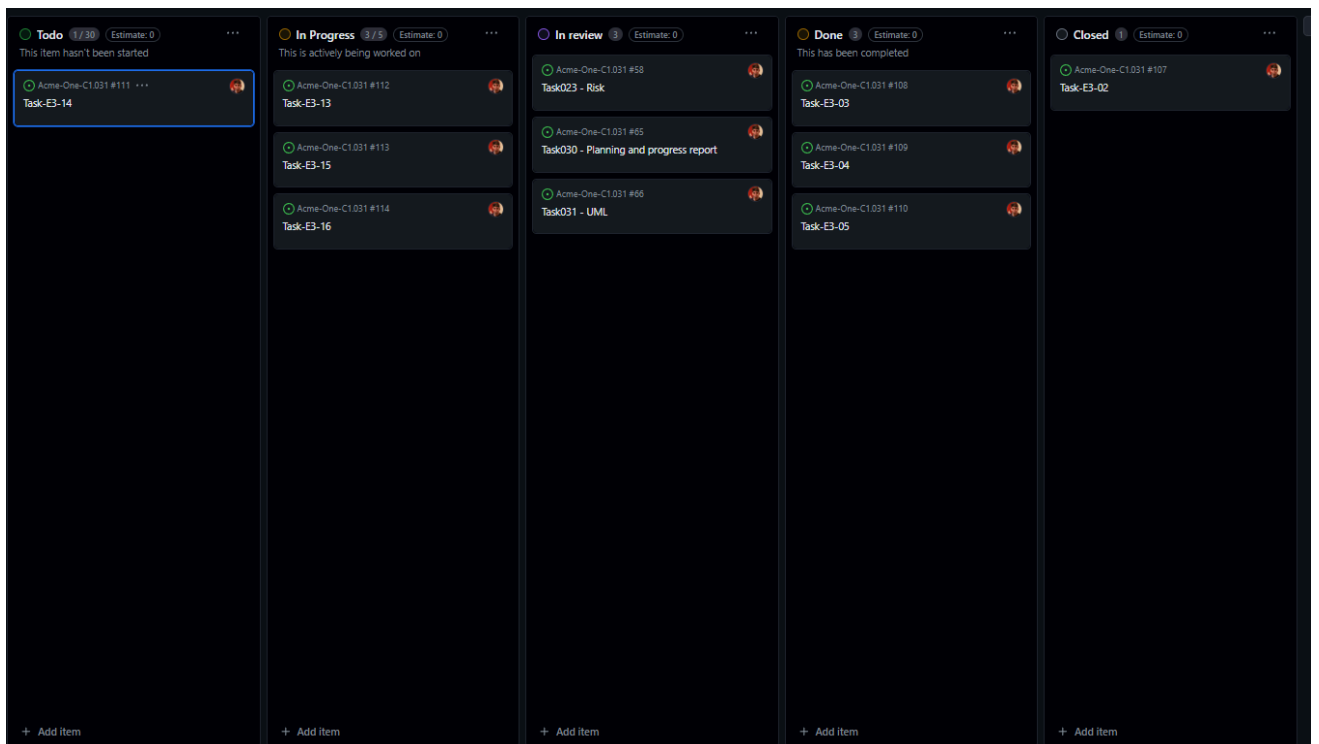 Todo 1 / 30 Estimate: 0 ...
This item hasn't been started
Acme-One-C1.031 #111 ...
Task-E3-14
+ Add item
In Progress 3 / 5 Estimate: 0 ...
This is actively being worked on
Acme-One-C1.031 #112
Task-E3-13
Acme-One-C1.031 #113
Task-E3-15
Acme-One-C1.031 #114
Task-E3-16
+ Add item
In review 3 Estimate: 0 ...
Acme-One-C1.031 #58
Task023 - Risk
Acme-One-C1.031 #65
Task030 - Planning and progress report
Acme-One-C1.031 #66
Task031 - UML
+ Add item
Done 3 Estimate: 0 ...
This has been completed
Acme-One-C1.031 #108
Task-E3-03
Acme-One-C1.031 #109
Task-E3-04
Acme-One-C1.031 #110
Task-E3-05
+ Add item
Closed 1 Estimate: 0 ...
Acme-One-C1.031 #107
Task-E3-02
+ Add item